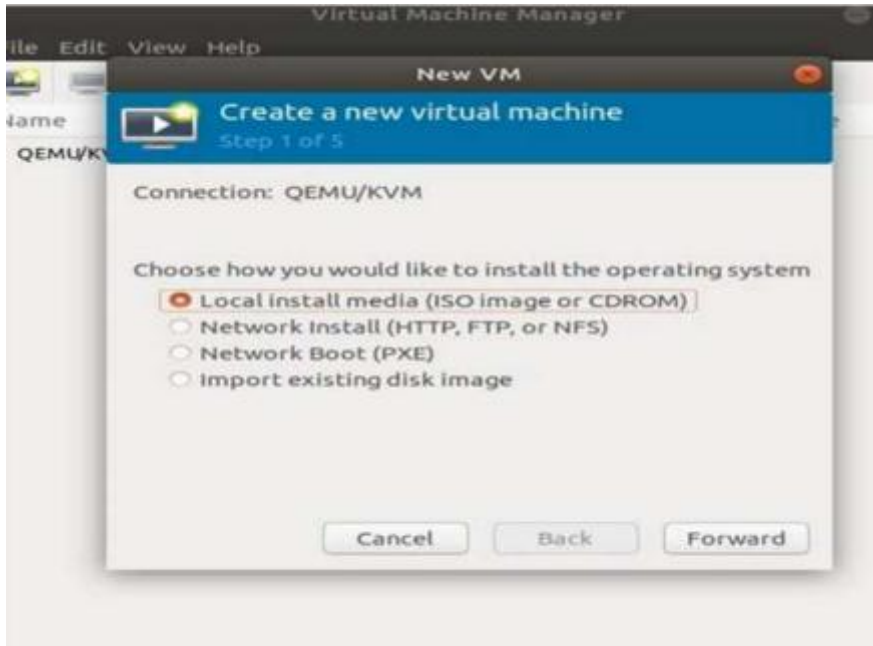 Virtual Machine Manager
ile Edit View Help
New VM
Name
Create a new virtual machine
Step 1 of 5
QEMU/KV
Connection: QEMU/KVM
Choose how you would like to install the operating system
Local install media (ISO image or CDROM)
Network Install (HTTP, FTP, or NFS)
Network Boot (PXE)
Import existing disk image
Cancel Back Forward